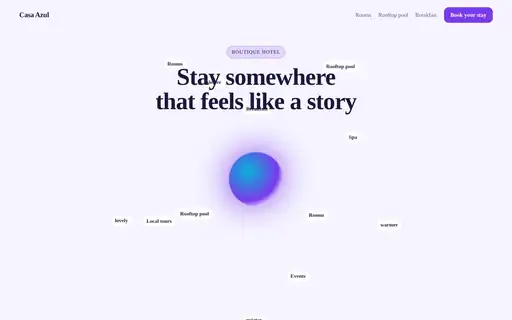 Casa Azul
Rooms Rooftop pool Breakfast Book your stay
BOUTIQUE HOTEL
Rooms
Rooftop pool
Stay somewhere
that feels like a story
Spa
Rooftop pool
Rooms
lovely
Local tours
warmer
Events